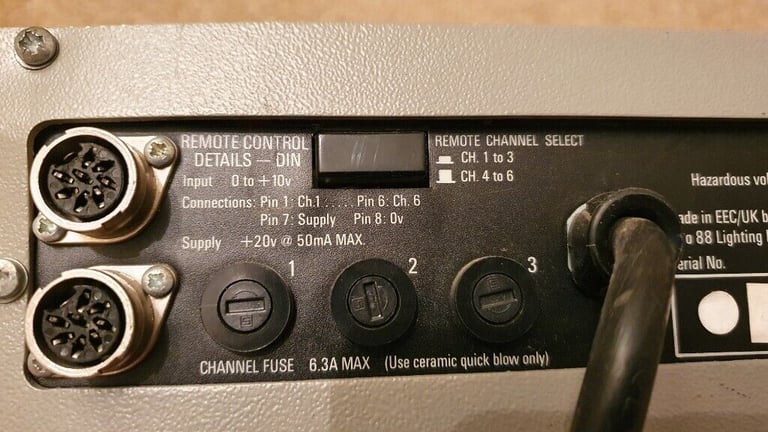 REMOTE CONTROL
DETAILS — DIN
Input 0 to +10v
Connections: Pin 1: Ch.1 ..... Pin 6: Ch. 6
Pin 7: Supply Pin 8: 0v
Supply +20v @ 50mA MAX.
REMOTE CHANNEL SELECT
CH. 1 to 3
CH. 4 to 6
1
2
3
CHANNEL FUSE 6.3A MAX (Use ceramic quick blow only)
Hazardous vol
ade in EEC/UK b
o 88 Lighting
erial No.